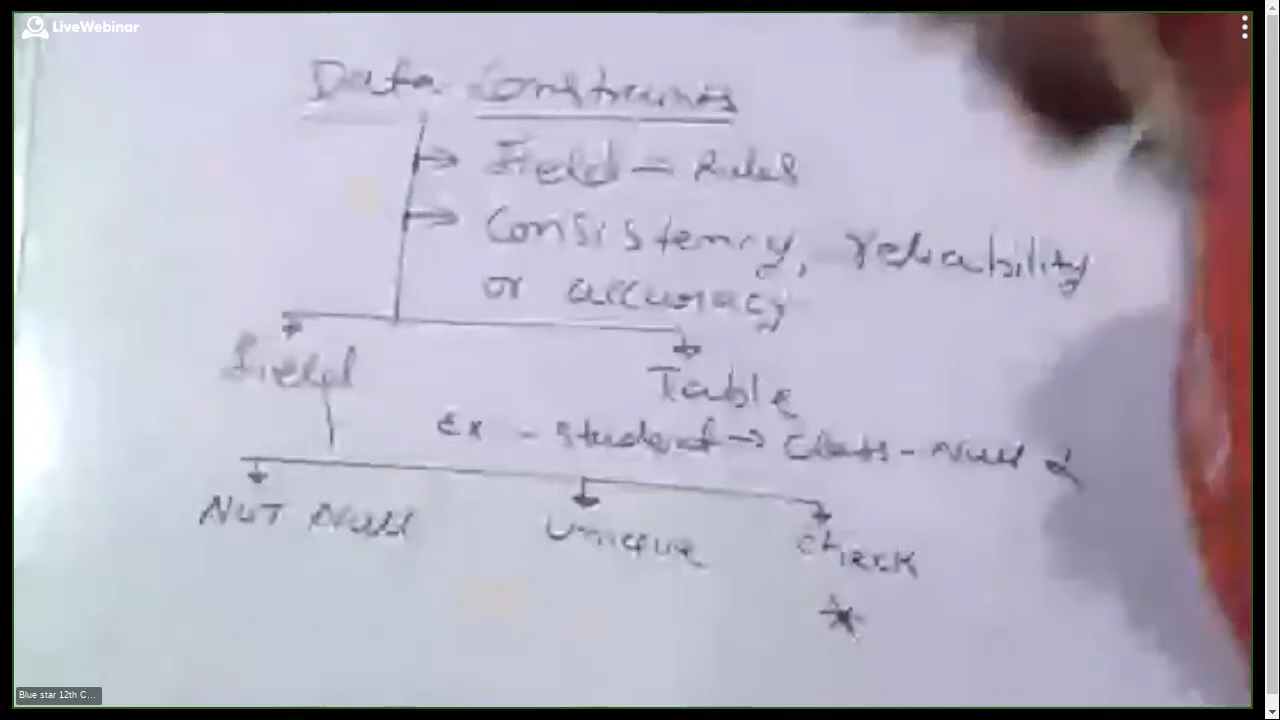 LiveWebinar
Data Constraints
Field - Rules
Consistency, reliability
or accuracy
Field
Table
Ex - Student → Class - Null
NOT NULL
Unique
Check
*
Blue star 12th C...